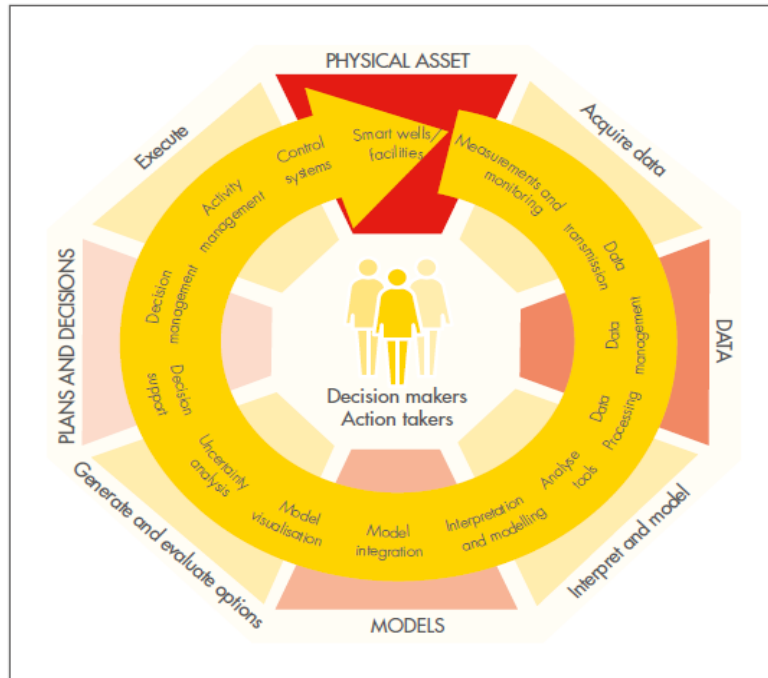 PHYSICAL ASSET
Acquire data
DATA
Interpret and model
MODELS
Generate and evaluate options
PLANS AND DECISIONS
Execute
Smart wells/
facilities
Measurements and
monitoring
Data
transmission
Data
management
Data
Processing
Analyse
tools
Interpretation
and modelling
Model
integration
Model
visualisation
Uncertainty
analysis
Decision
support
Decision
management
Activity
management
Control
systems
Decision makers
Action takers